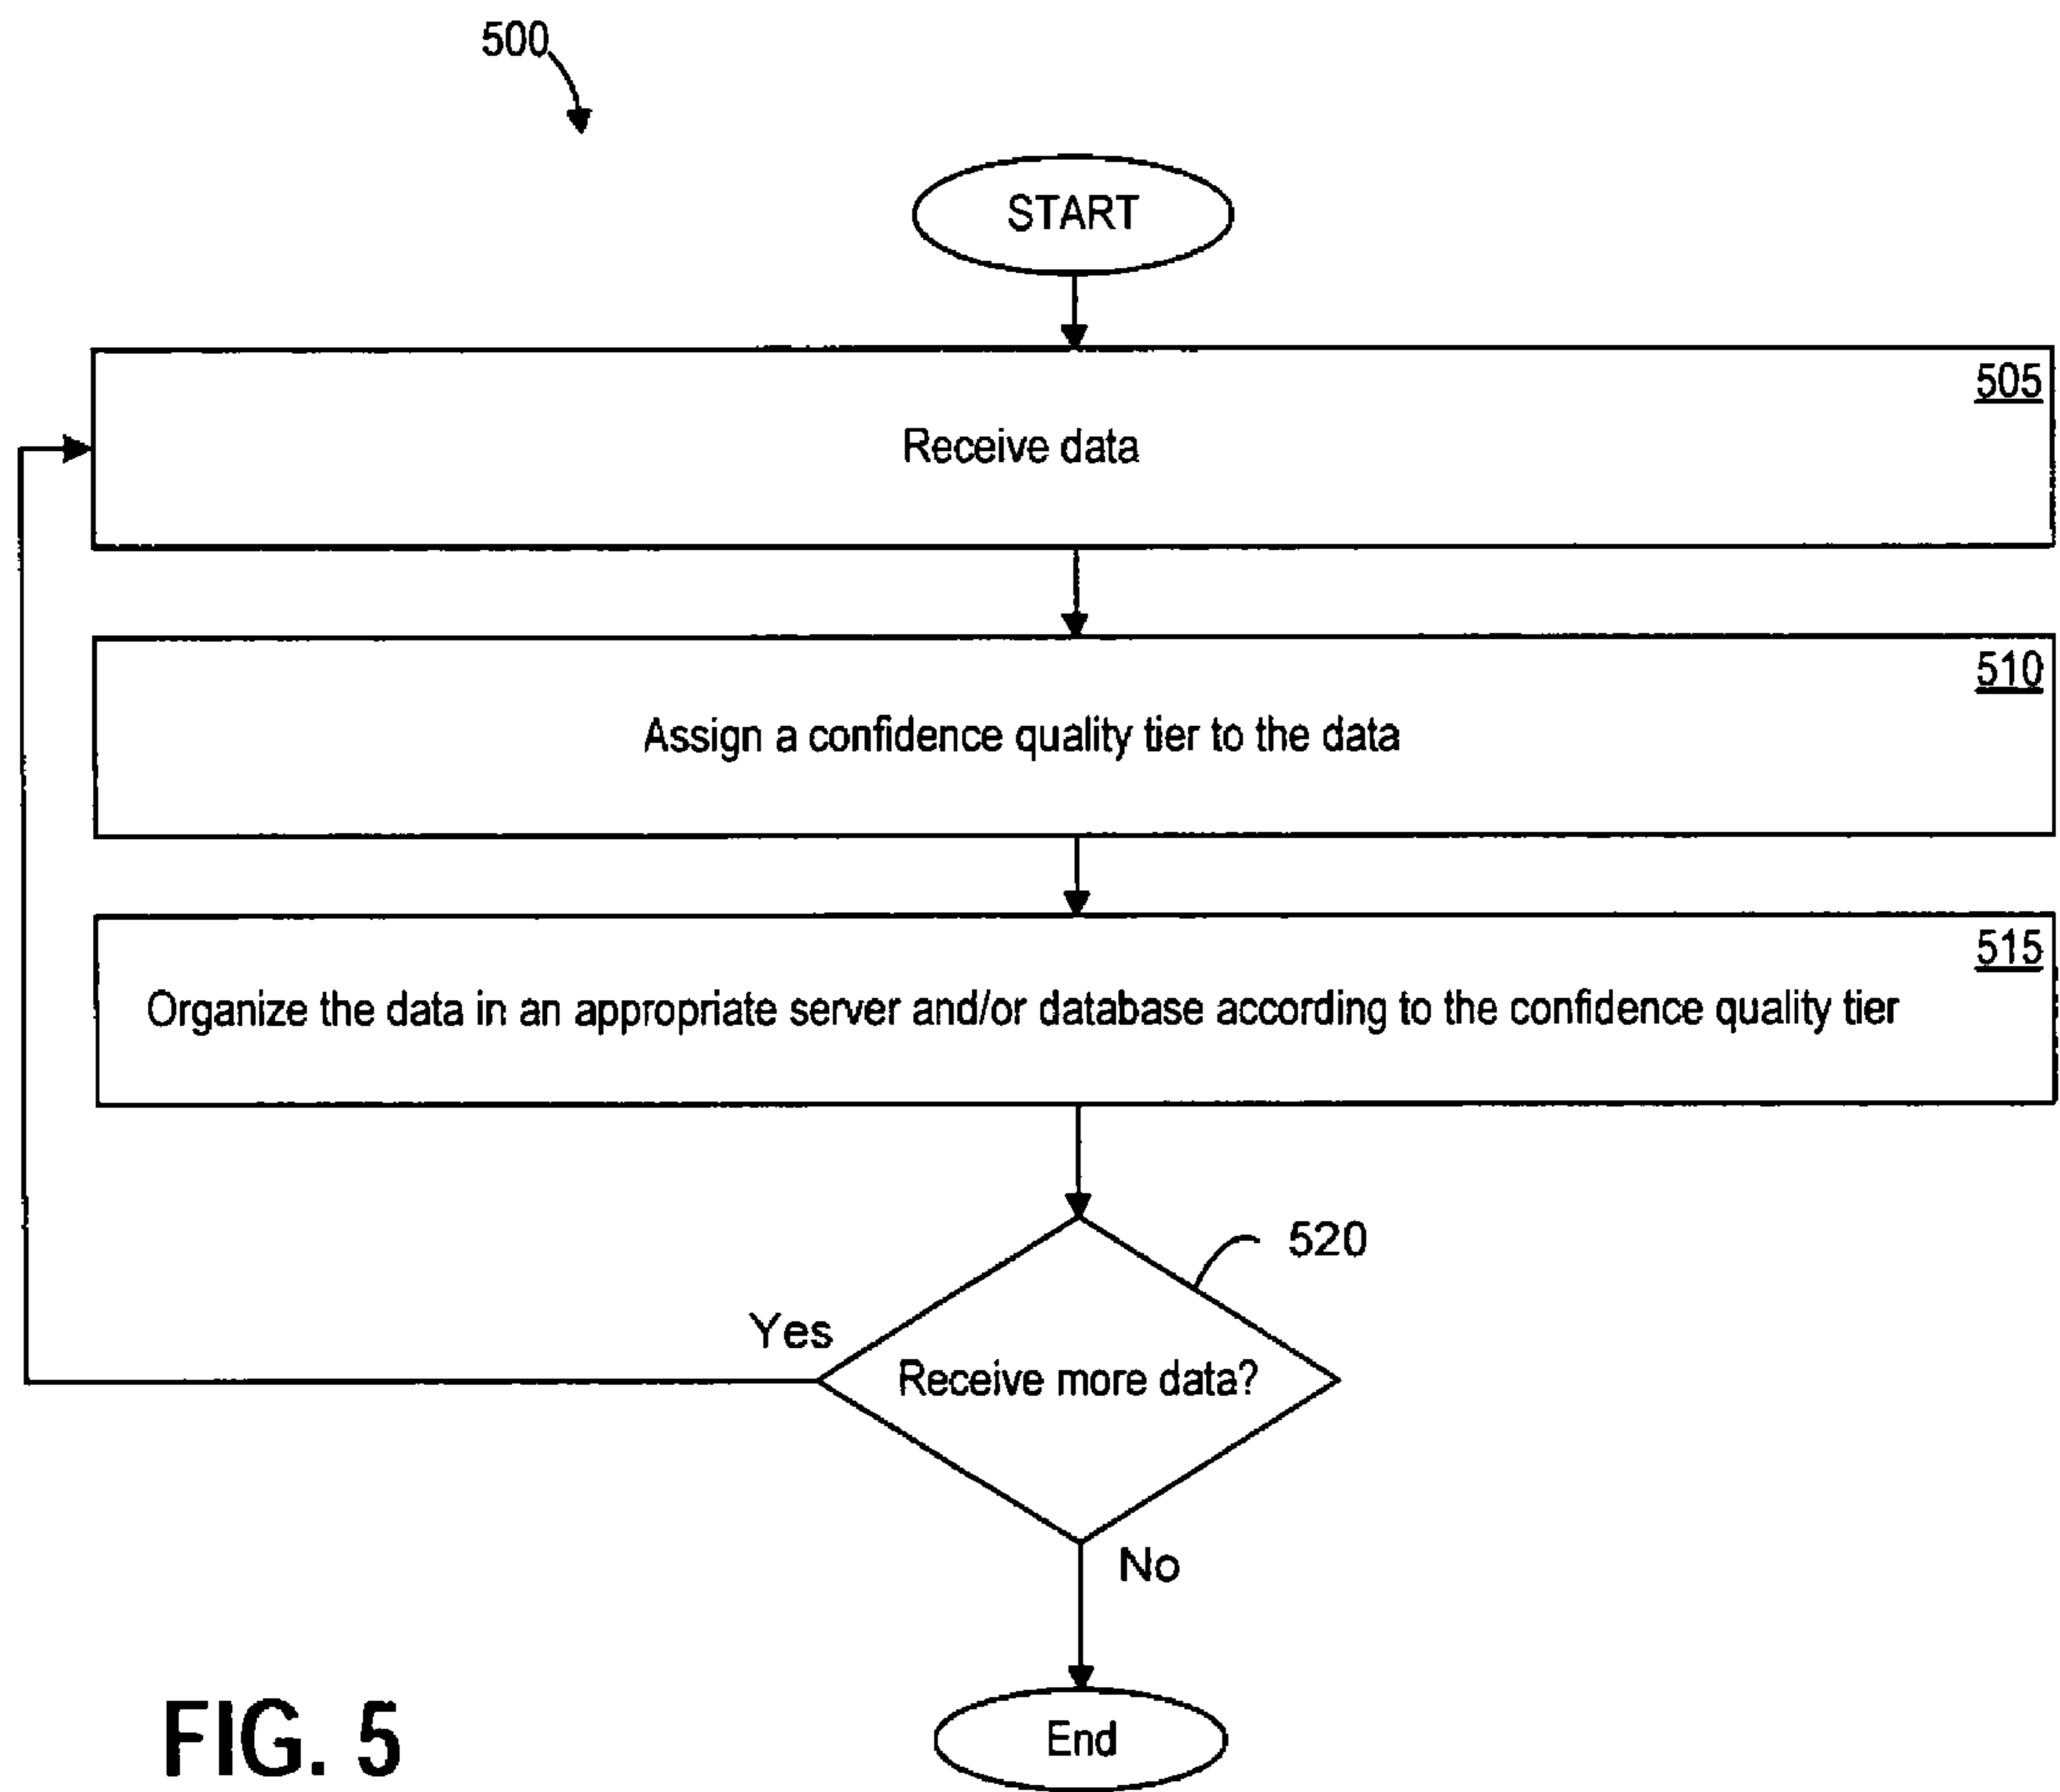 500
START
505
Receive data
510
Assign a confidence quality tier to the data
515
Organize the data in an appropriate server and/or database according to the confidence quality tier
520
Yes
Receive more data?
No
End
FIG. 5